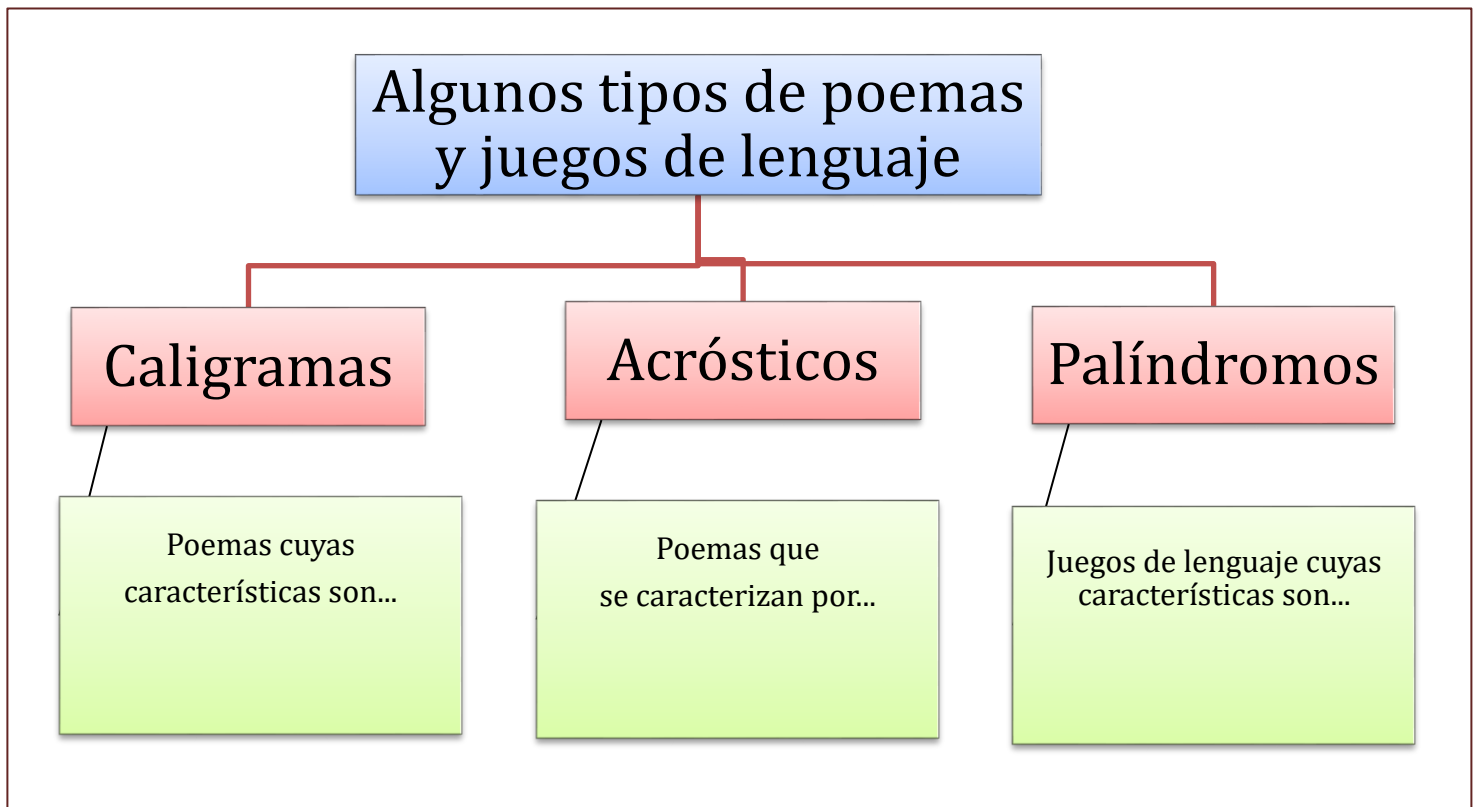 Algunos tipos de poemas
y juegos de lenguaje
Caligramas
Acrósticos
Palíndromos
Poemas cuyas
características son...
Poemas que
se caracterizan por...
Juegos de lenguaje cuyas
características son...